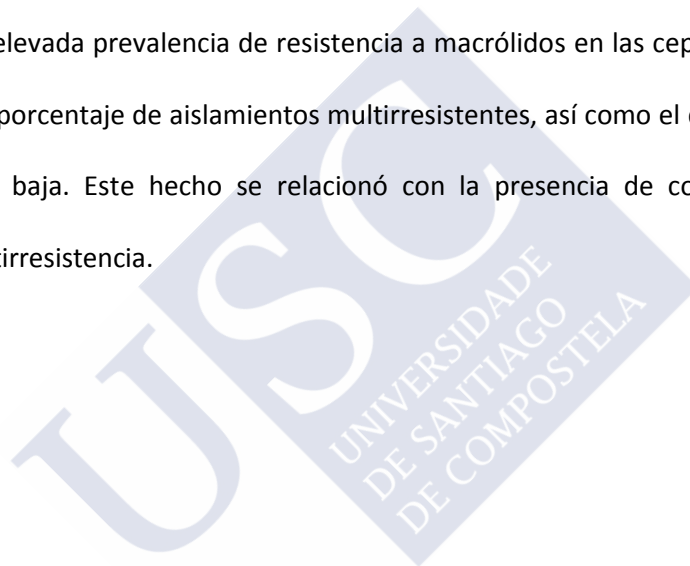 elevada prevalencia de resistencia a macrólidos en las cep
porcentaje de aislamientos multirresistentes, así como el
baja. Este hecho se relacionó con la presencia de co
tirresistencia.
USC
UNIVERSIDADE
DE SANTIAGO
DE COMPOSTELA